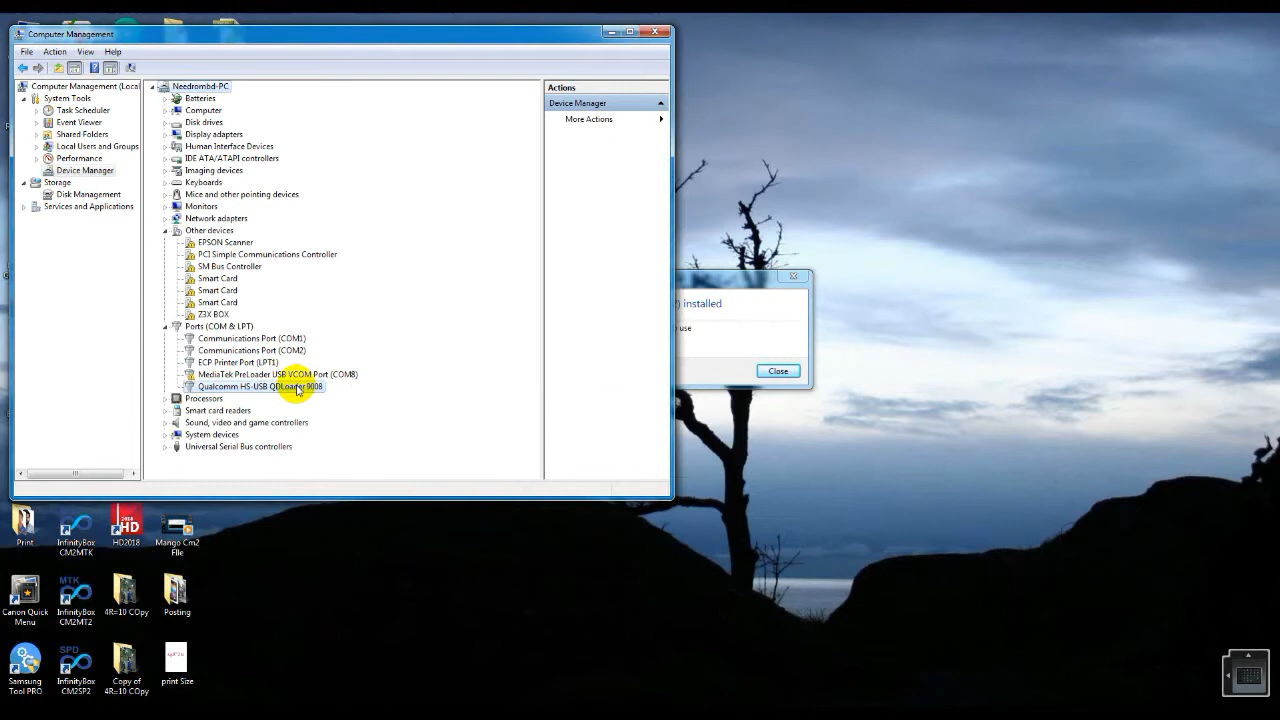 Computer Management
File Action View Help
Computer Management (Local
System Tools
Task Scheduler
Event Viewer
Shared Folders
Local Users and Groups
Performance
Device Manager
Storage
Disk Management
Services and Applications
Needrombd-PC
Batteries
Computer
Disk drives
Display adapters
Human Interface Devices
IDE ATA/ATAPI controllers
Imaging devices
Keyboards
Mice and other pointing devices
Monitors
Network adapters
Other devices
EPSON Scanner
PCI Simple Communications Controller
SM Bus Controller
Smart Card
Smart Card
Smart Card
Z3X BOX
Ports (COM & LPT)
Communications Port (COM1)
Communications Port (COM2)
ECP Printer Port (LPT1)
MediaTek PreLoader USB VCOM Port (COM8)
Qualcomm HS-USB QDLoader 9008
Processors
Smart card readers
Sound, video and game controllers
System devices
Universal Serial Bus controllers
Actions
Device Manager
More Actions
installed
use
Close
Print
InfinityBox
CM2MTK
2018
HD
HD2018
Mango Cm2
FIle
Canon Quick
Menu
MTK
InfinityBox
CM2MT2
4R=10 COpy
Posting
Samsung
Tool PRO
SPD
InfinityBox
CM2SP2
Copy of
4R=10 COpy
print Size